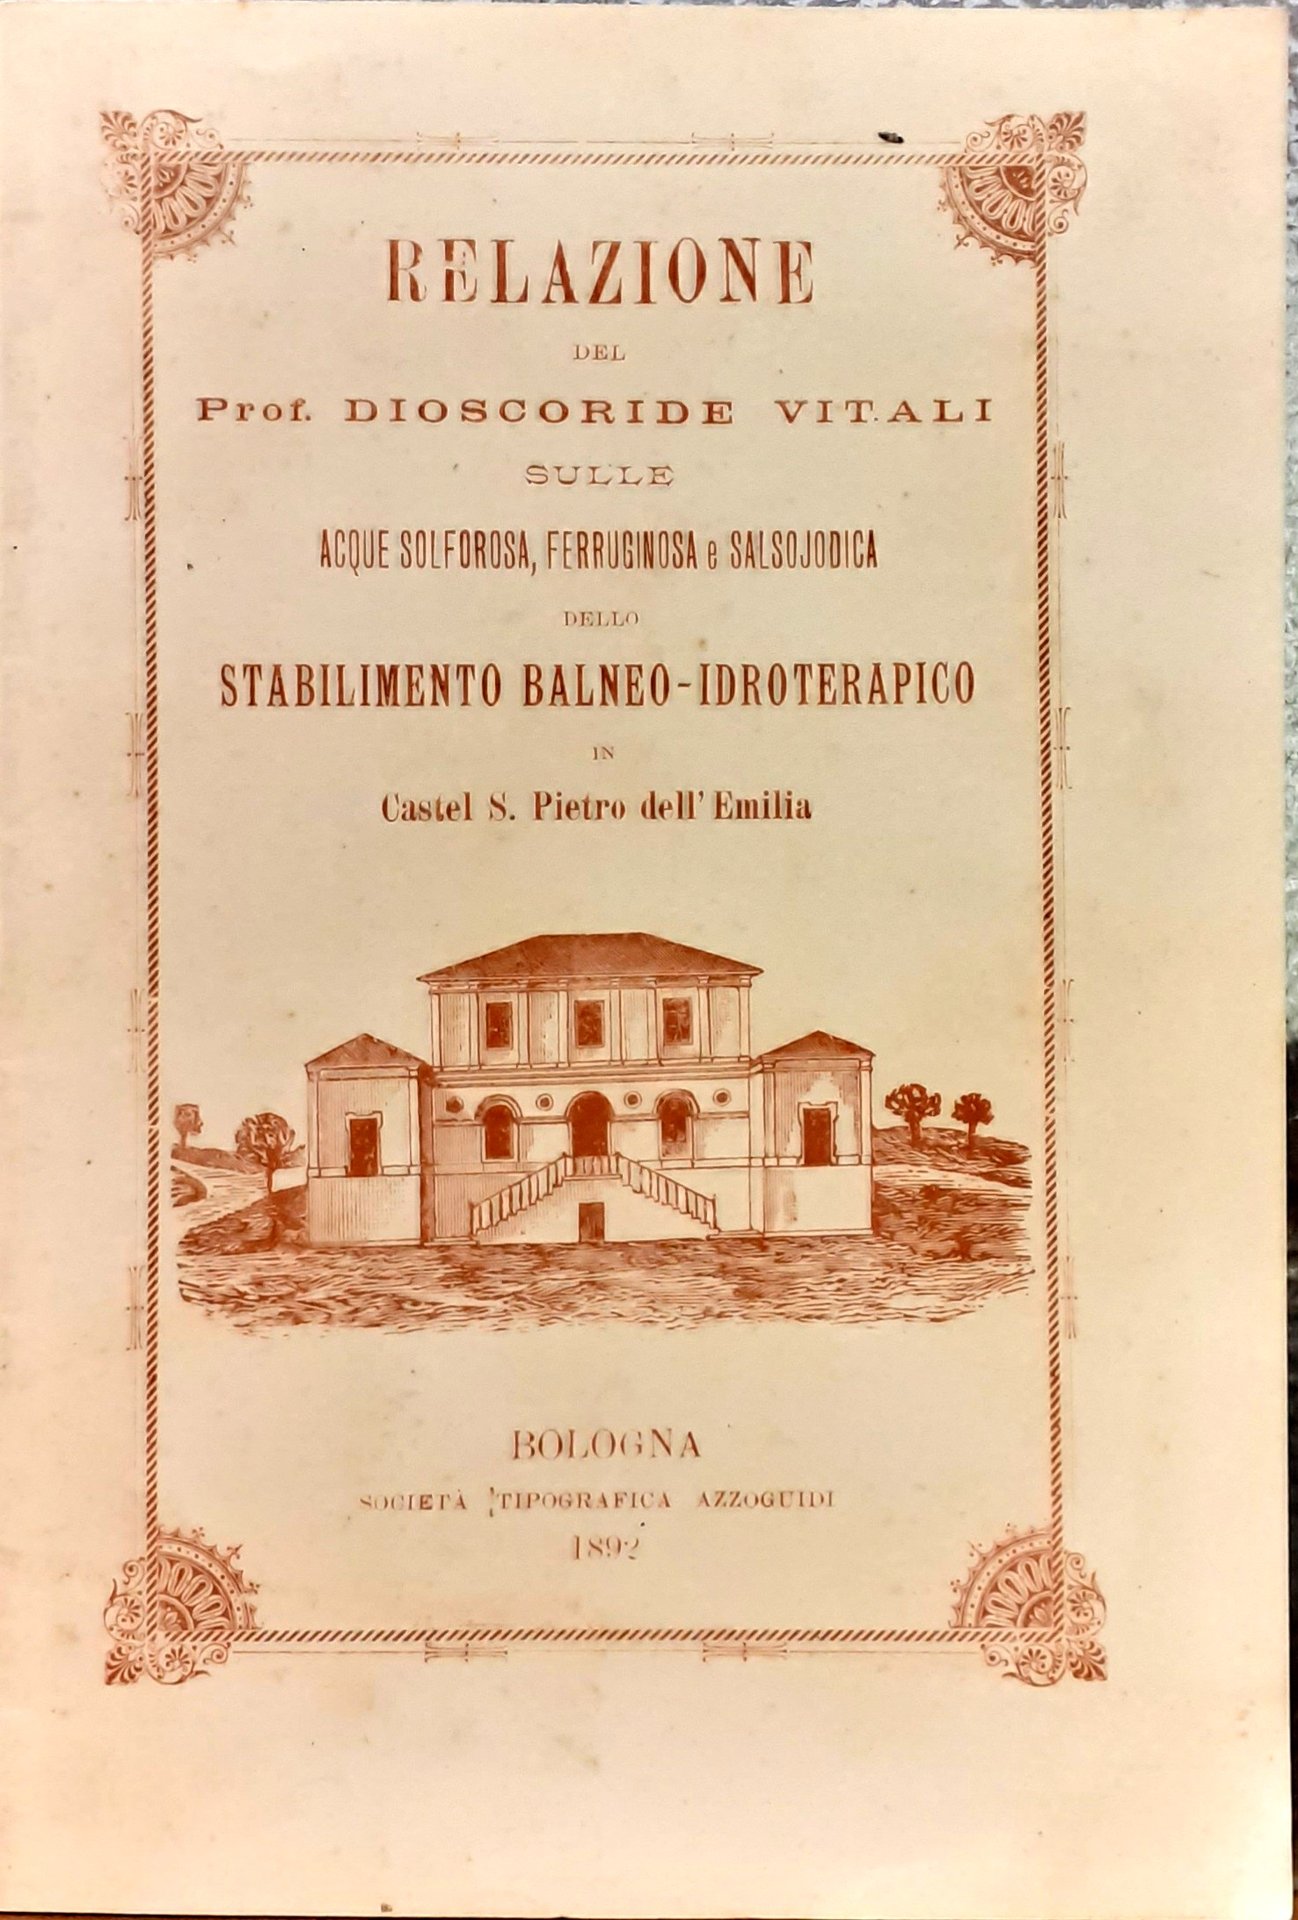 RELAZIONE
DEL
Prof. DIOSCORIDE VITALI
SULLE
ACQUE SOLFOROSA, FERRUGINOSA e SALSOJODICA
DELLO
STABILIMENTO BALNEO-IDROTERAPICO
IN
Castel S. Pietro dell' Emilia
BOLOGNA
SOCIETÀ TIPOGRAFICA AZZOGUIDI
1892